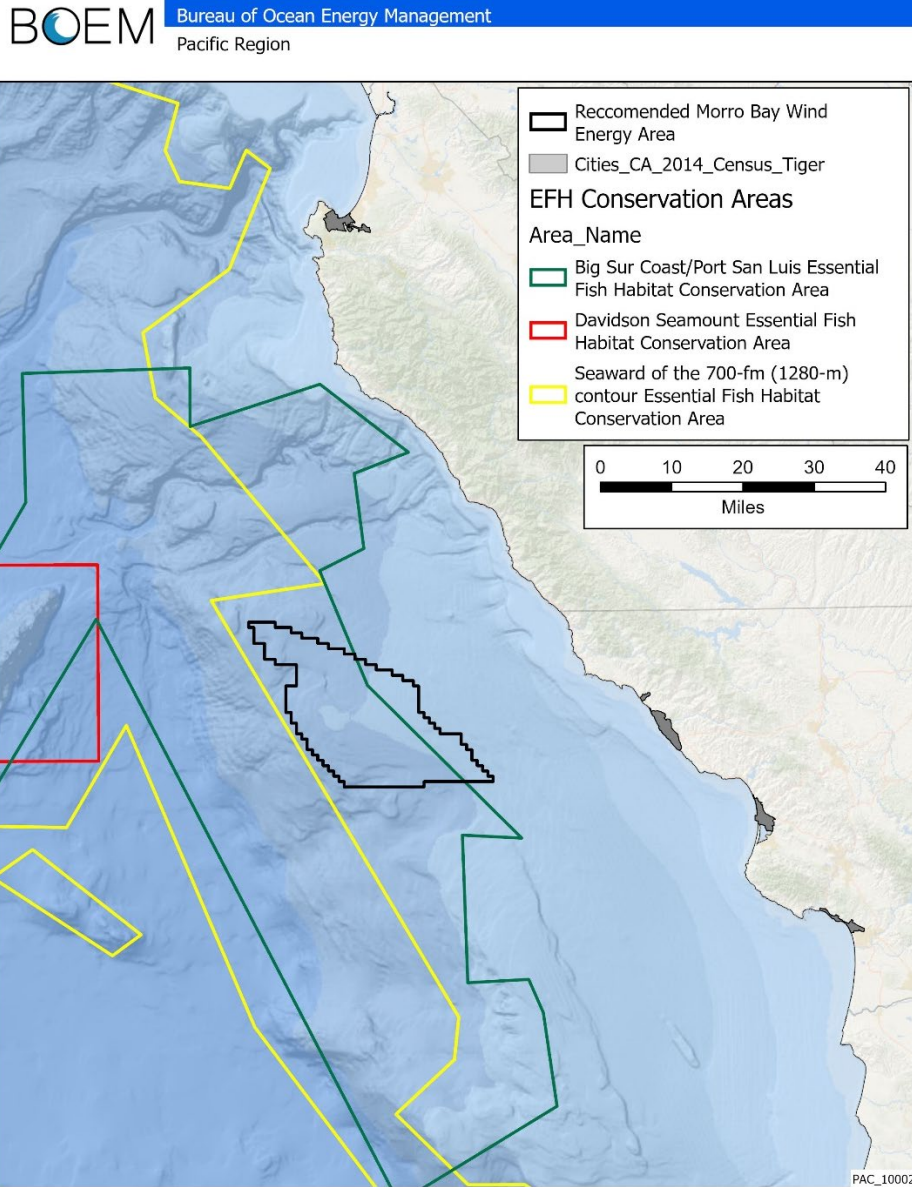 BOEM
Bureau of Ocean Energy Management
Pacific Region
Reccomended Morro Bay Wind
Energy Area
Cities_CA_2014_Census_Tiger
EFH Conservation Areas
Area_Name
Big Sur Coast/Port San Luis Essential
Fish Habitat Conservation Area
Davidson Seamount Essential Fish
Habitat Conservation Area
Seaward of the 700-fm (1280-m)
contour Essential Fish Habitat
Conservation Area
0 10 20 30 40
Miles
PAC_10002